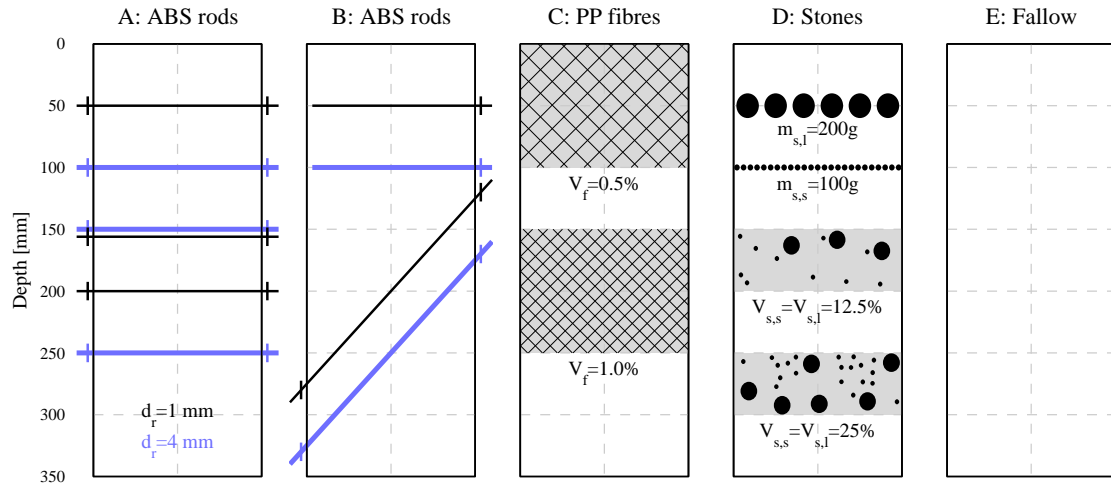 A: ABS rods
B: ABS rods
C: PP fibres
D: Stones
E: Fallow
Depth [mm]
0
50
100
150
200
250
300
350
d_r=1 mm
d_r=4 mm
V_f=0.5%
V_f=1.0%
m_s,l=200g
m_s,s=100g
V_s,s=V_s,l=12.5%
V_s,s=V_s,l=25%